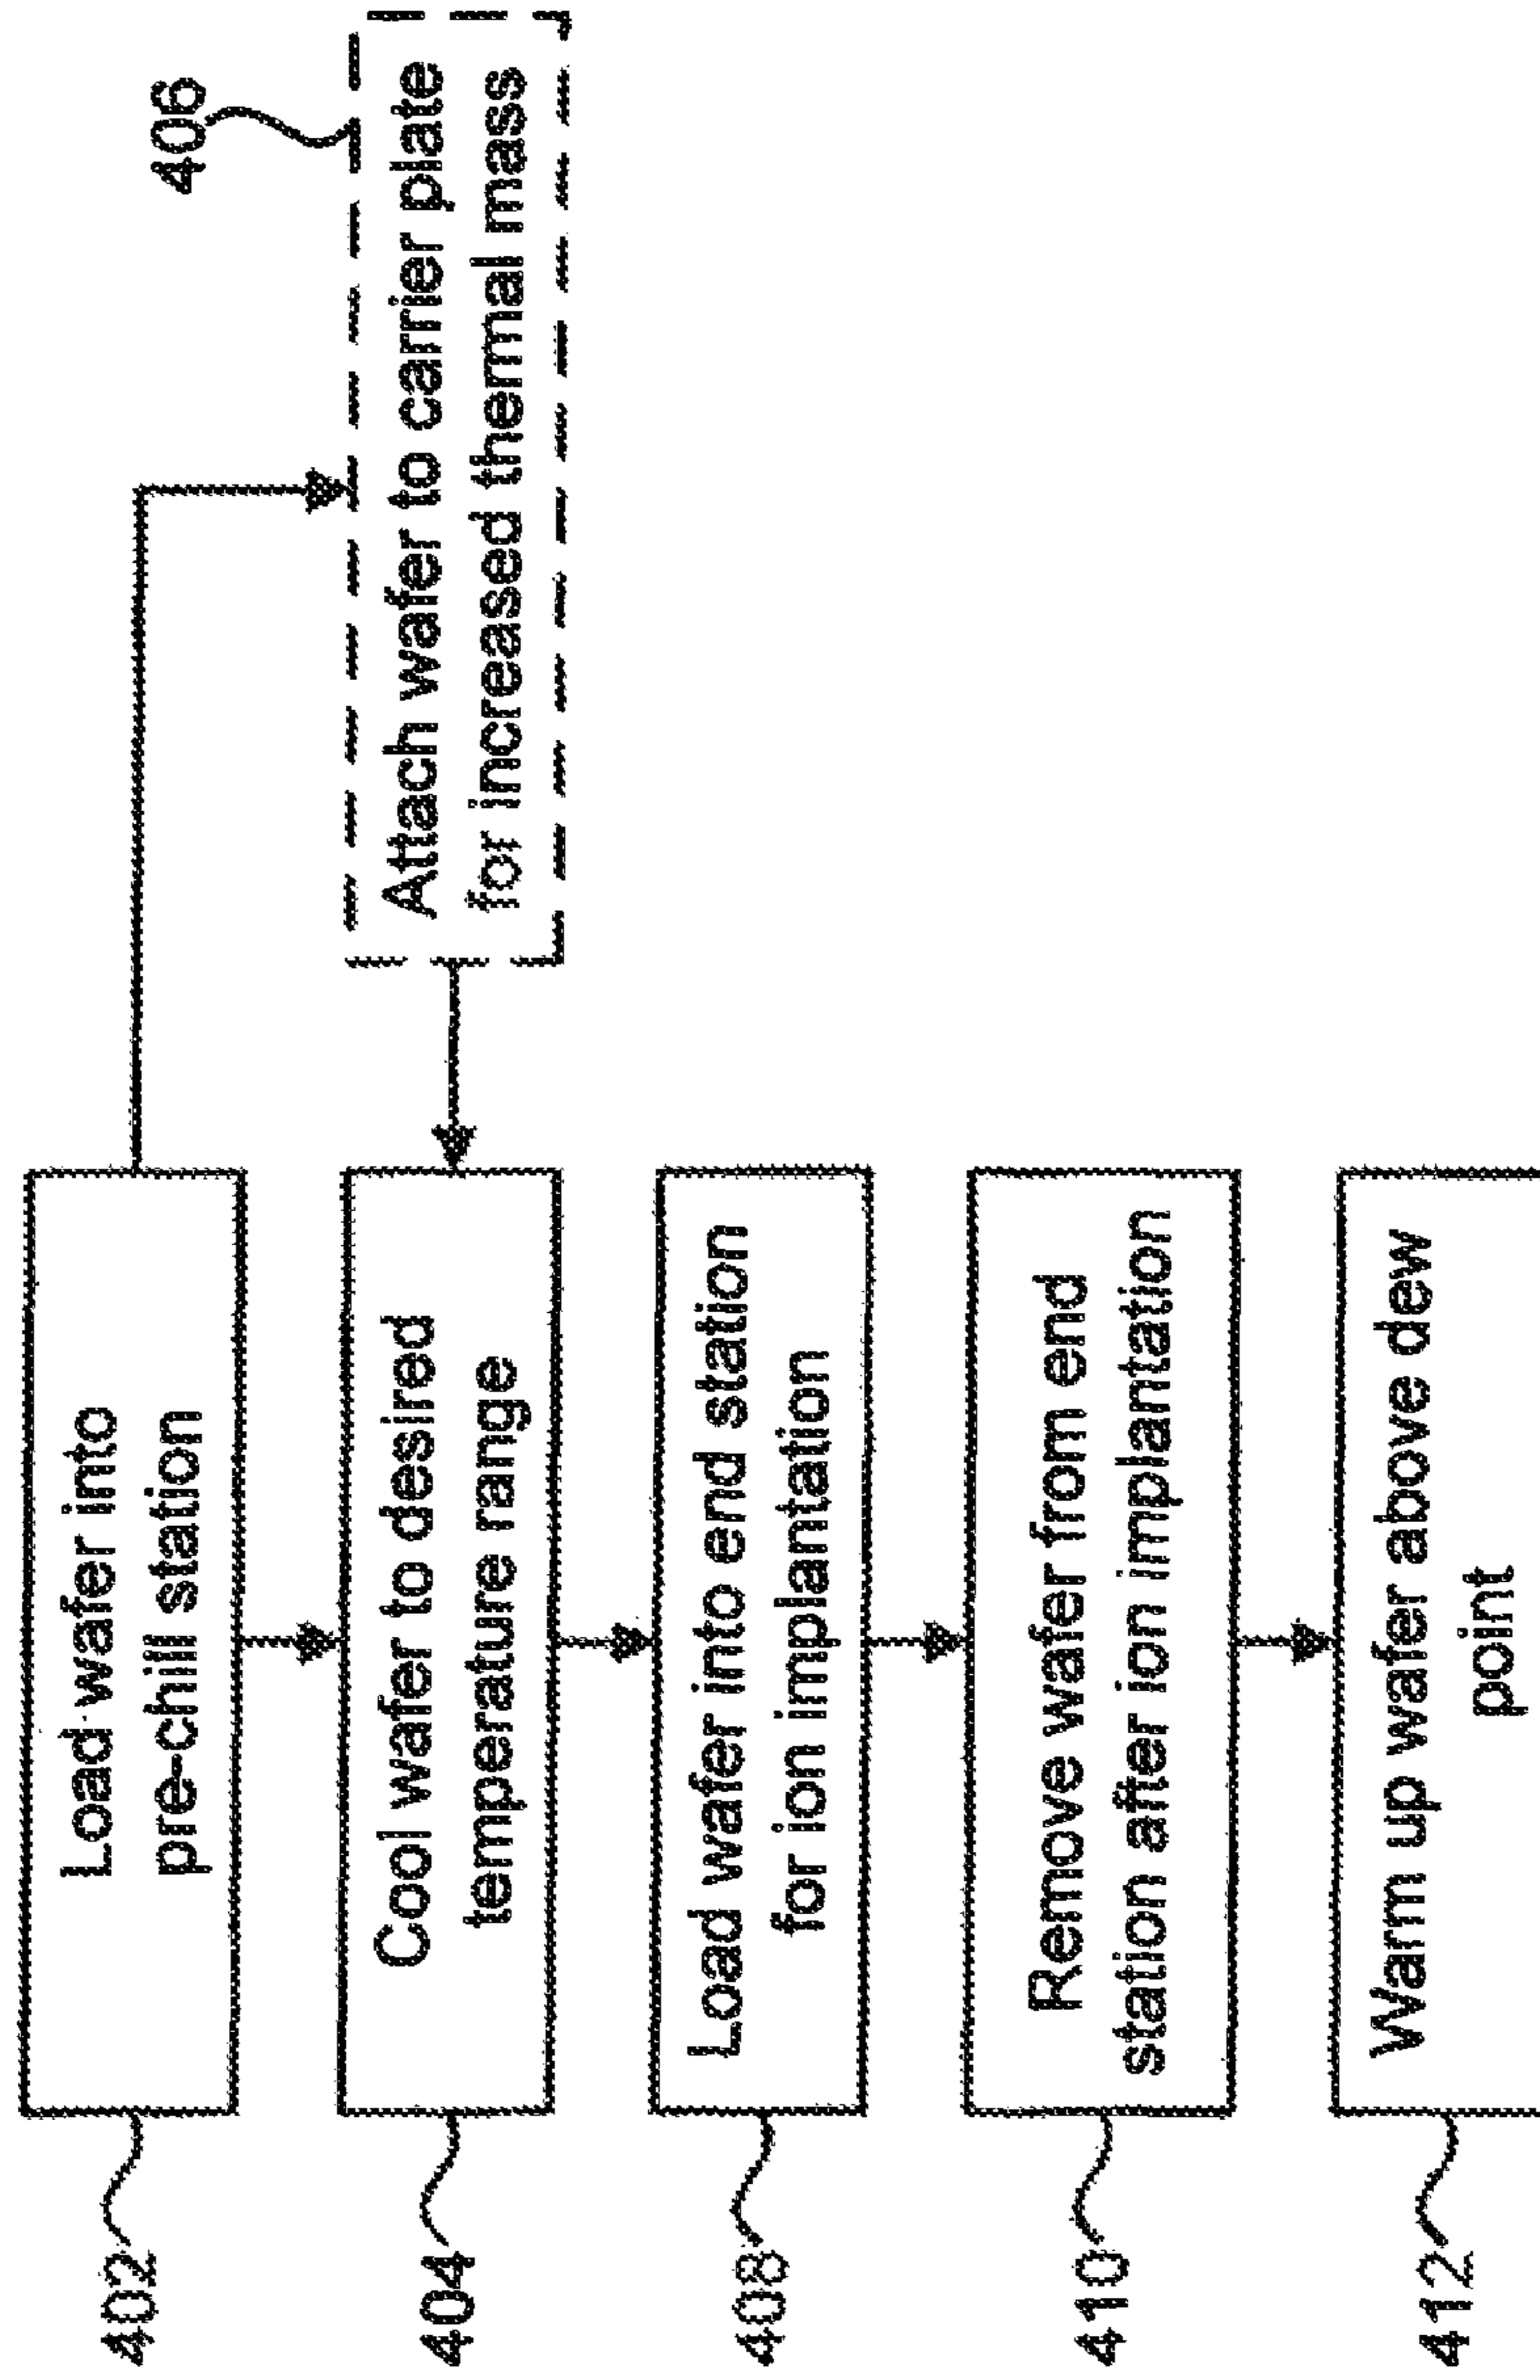 402
Load wafer into
pre-chill station
404
Cool wafer to desired
temperature range
406
Attach wafer to carrier plate
for increased thermal mass
408
Load wafer into end station
for ion implantation
410
Remove wafer from end
station after ion implantation
412
Warm up wafer above dew
point